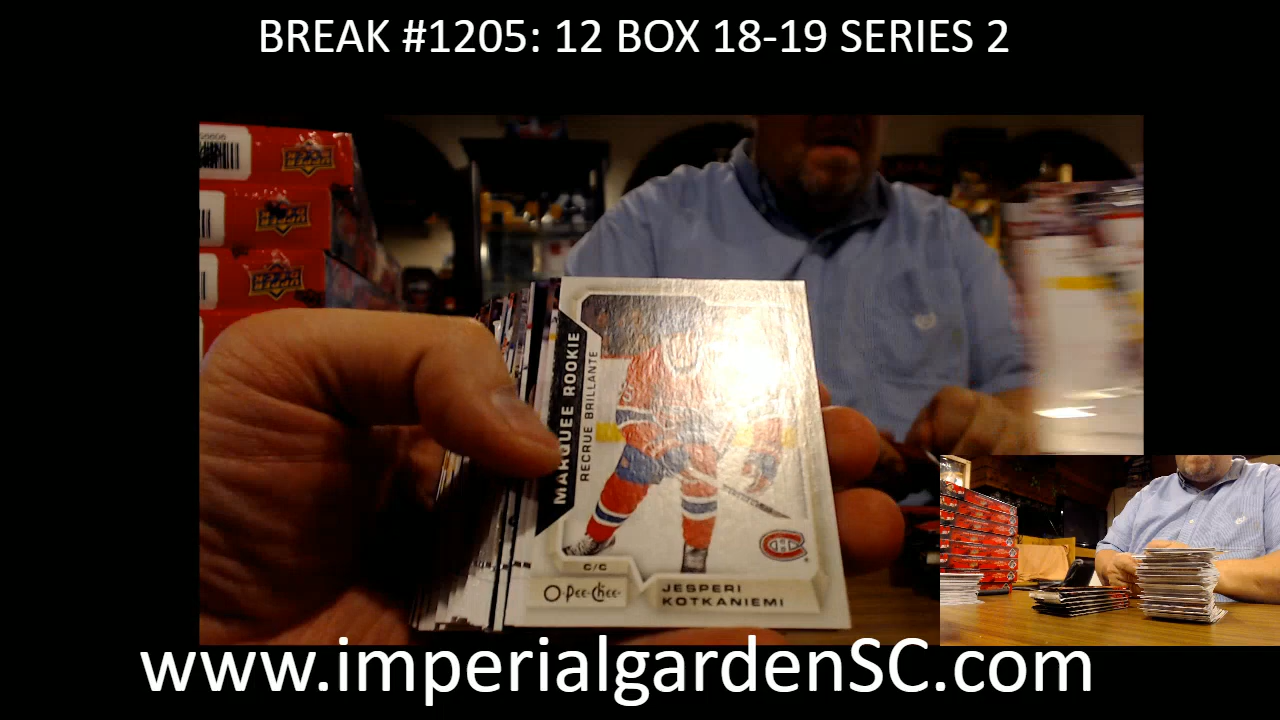 BREAK #1205: 12 BOX 18-19 SERIES 2
MARQUEE ROOKIE
RECRUE BRILLANTE
C/C
O-Pee-Chee
JESPERI
KOTKANIEMI
www.imperialgardenSC.com